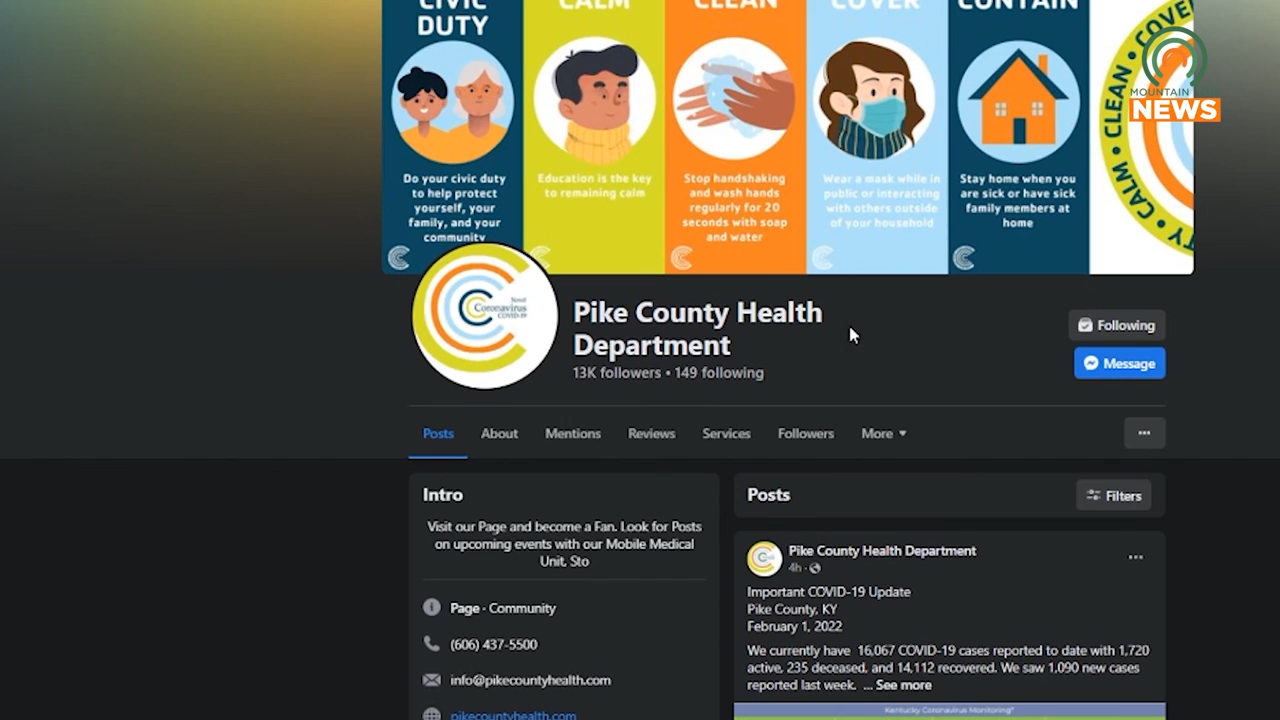 CIVIC
DUTY
CALM
CLEAN
COVER
CONTAIN
Do your civic duty
to help protect
yourself, your
family, and your
community
Education is the key
to remaining calm
Stop handshaking
and wash hands
regularly for 20
seconds with soap
and water
Wear a mask while in
public or interacting
with others outside
of your household
Stay home when you
are sick or have sick
family members at
home
• CALM • CLEAN • COVER
MOUNTAIN
NEWS
Novel
Coronavirus
COVID-19
Pike County Health
Department
13K followers • 149 following
Following
Message
Posts About Mentions Reviews Services Followers More
Intro
Visit our Page and become a Fan. Look for Posts
on upcoming events with our Mobile Medical
Unit, Sto
Page · Community
(606) 437-5500
info@pikecountyhealth.com
pikecountyhealth.com
Posts
Filters
Pike County Health Department
4h ·
Important COVID-19 Update
Pike County, KY
February 1, 2022
We currently have 16,067 COVID-19 cases reported to date with 1,720
active, 235 deceased, and 14,112 recovered. We saw 1,090 new cases
reported last week. ... See more
Kentucky Coronavirus Monitoring*